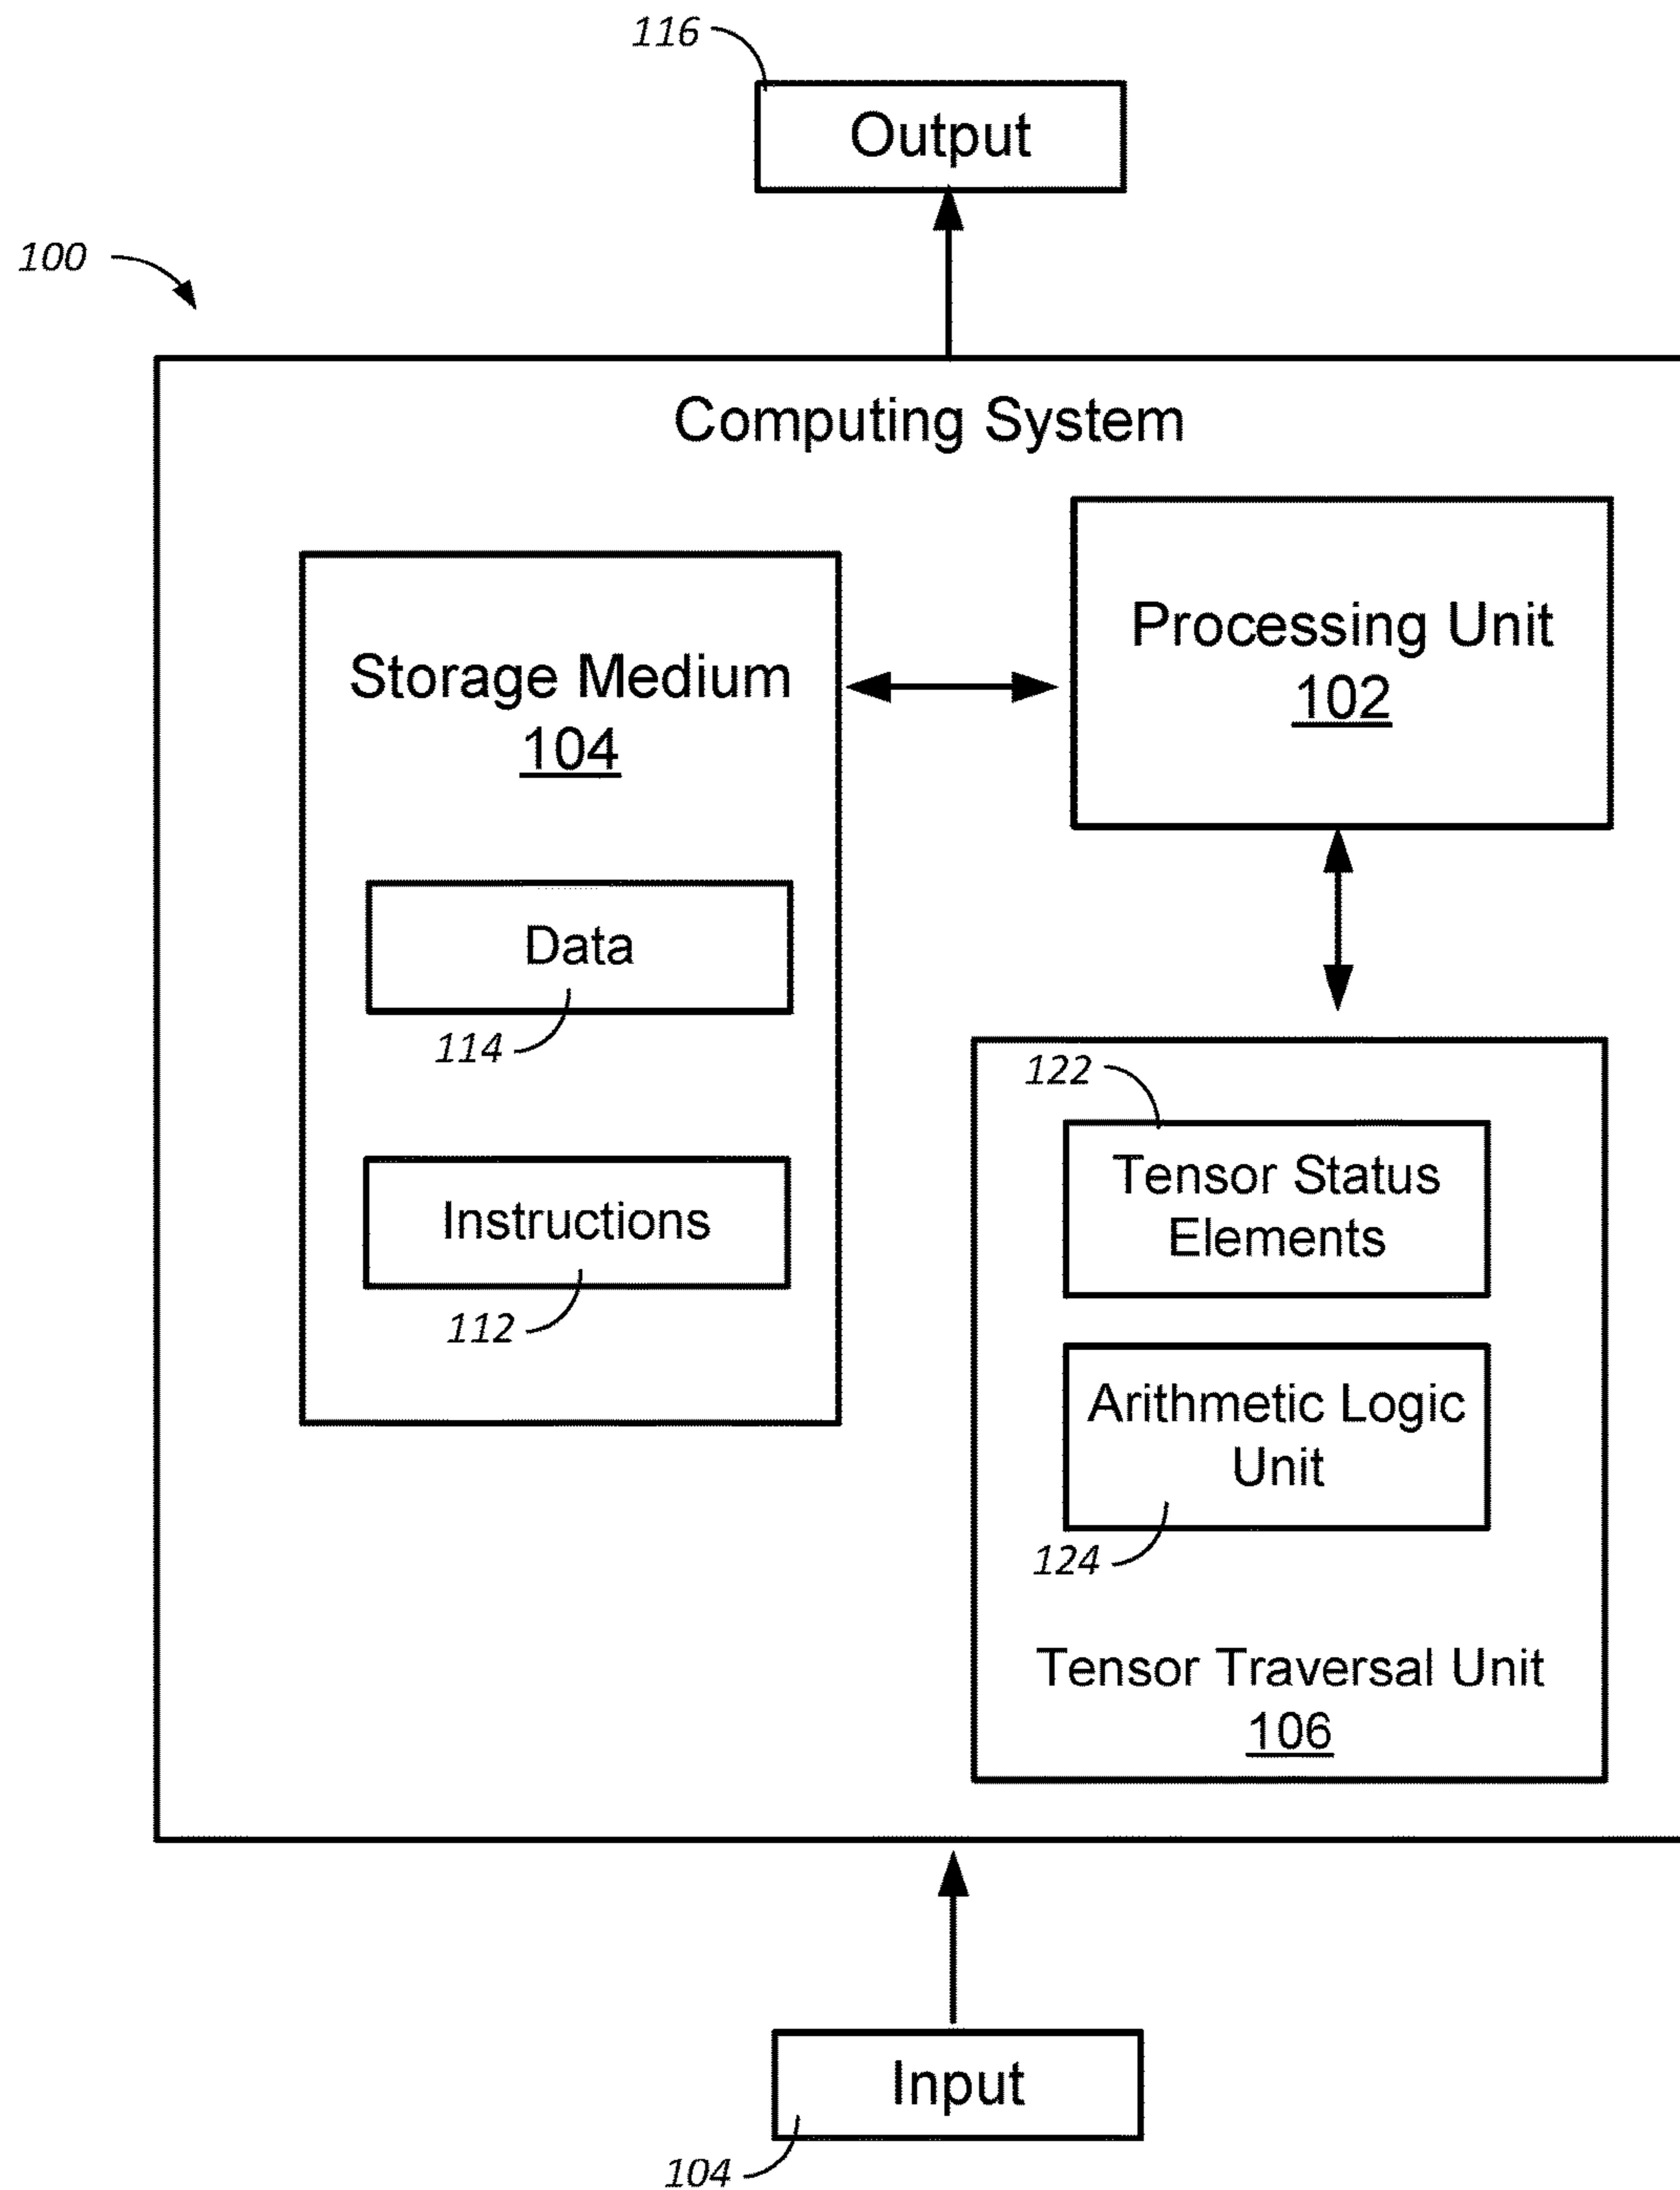 116
Output
100
Computing System
Storage Medium
104
Data
114
Instructions
112
Processing Unit
102
122
Tensor Status
Elements
Arithmetic Logic
Unit
124
Tensor Traversal Unit
106
Input
104